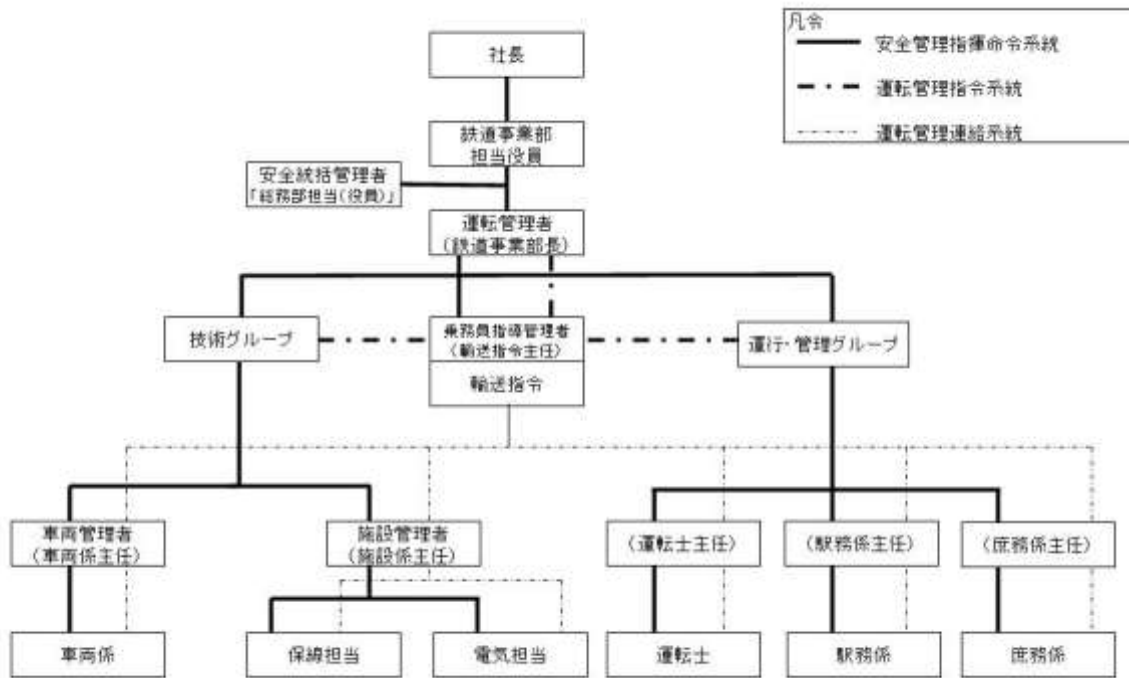 凡令
安全管理指揮命令系統
運転管理指令系統
運転管理連絡系統
社長
鉄道事業部
担当役員
安全統括管理者
「総務部担当(役員)」
運転管理者
(鉄道事業部長)
技術グループ
乗務員指導管理者
(輸送指令主任)
運行・管理グループ
輸送指令
車両管理者
(車両係主任)
施設管理者
(施設係主任)
(運転士主任)
(駅務係主任)
(庶務係主任)
車両係
保線担当
電気担当
運転士
駅務係
庶務係